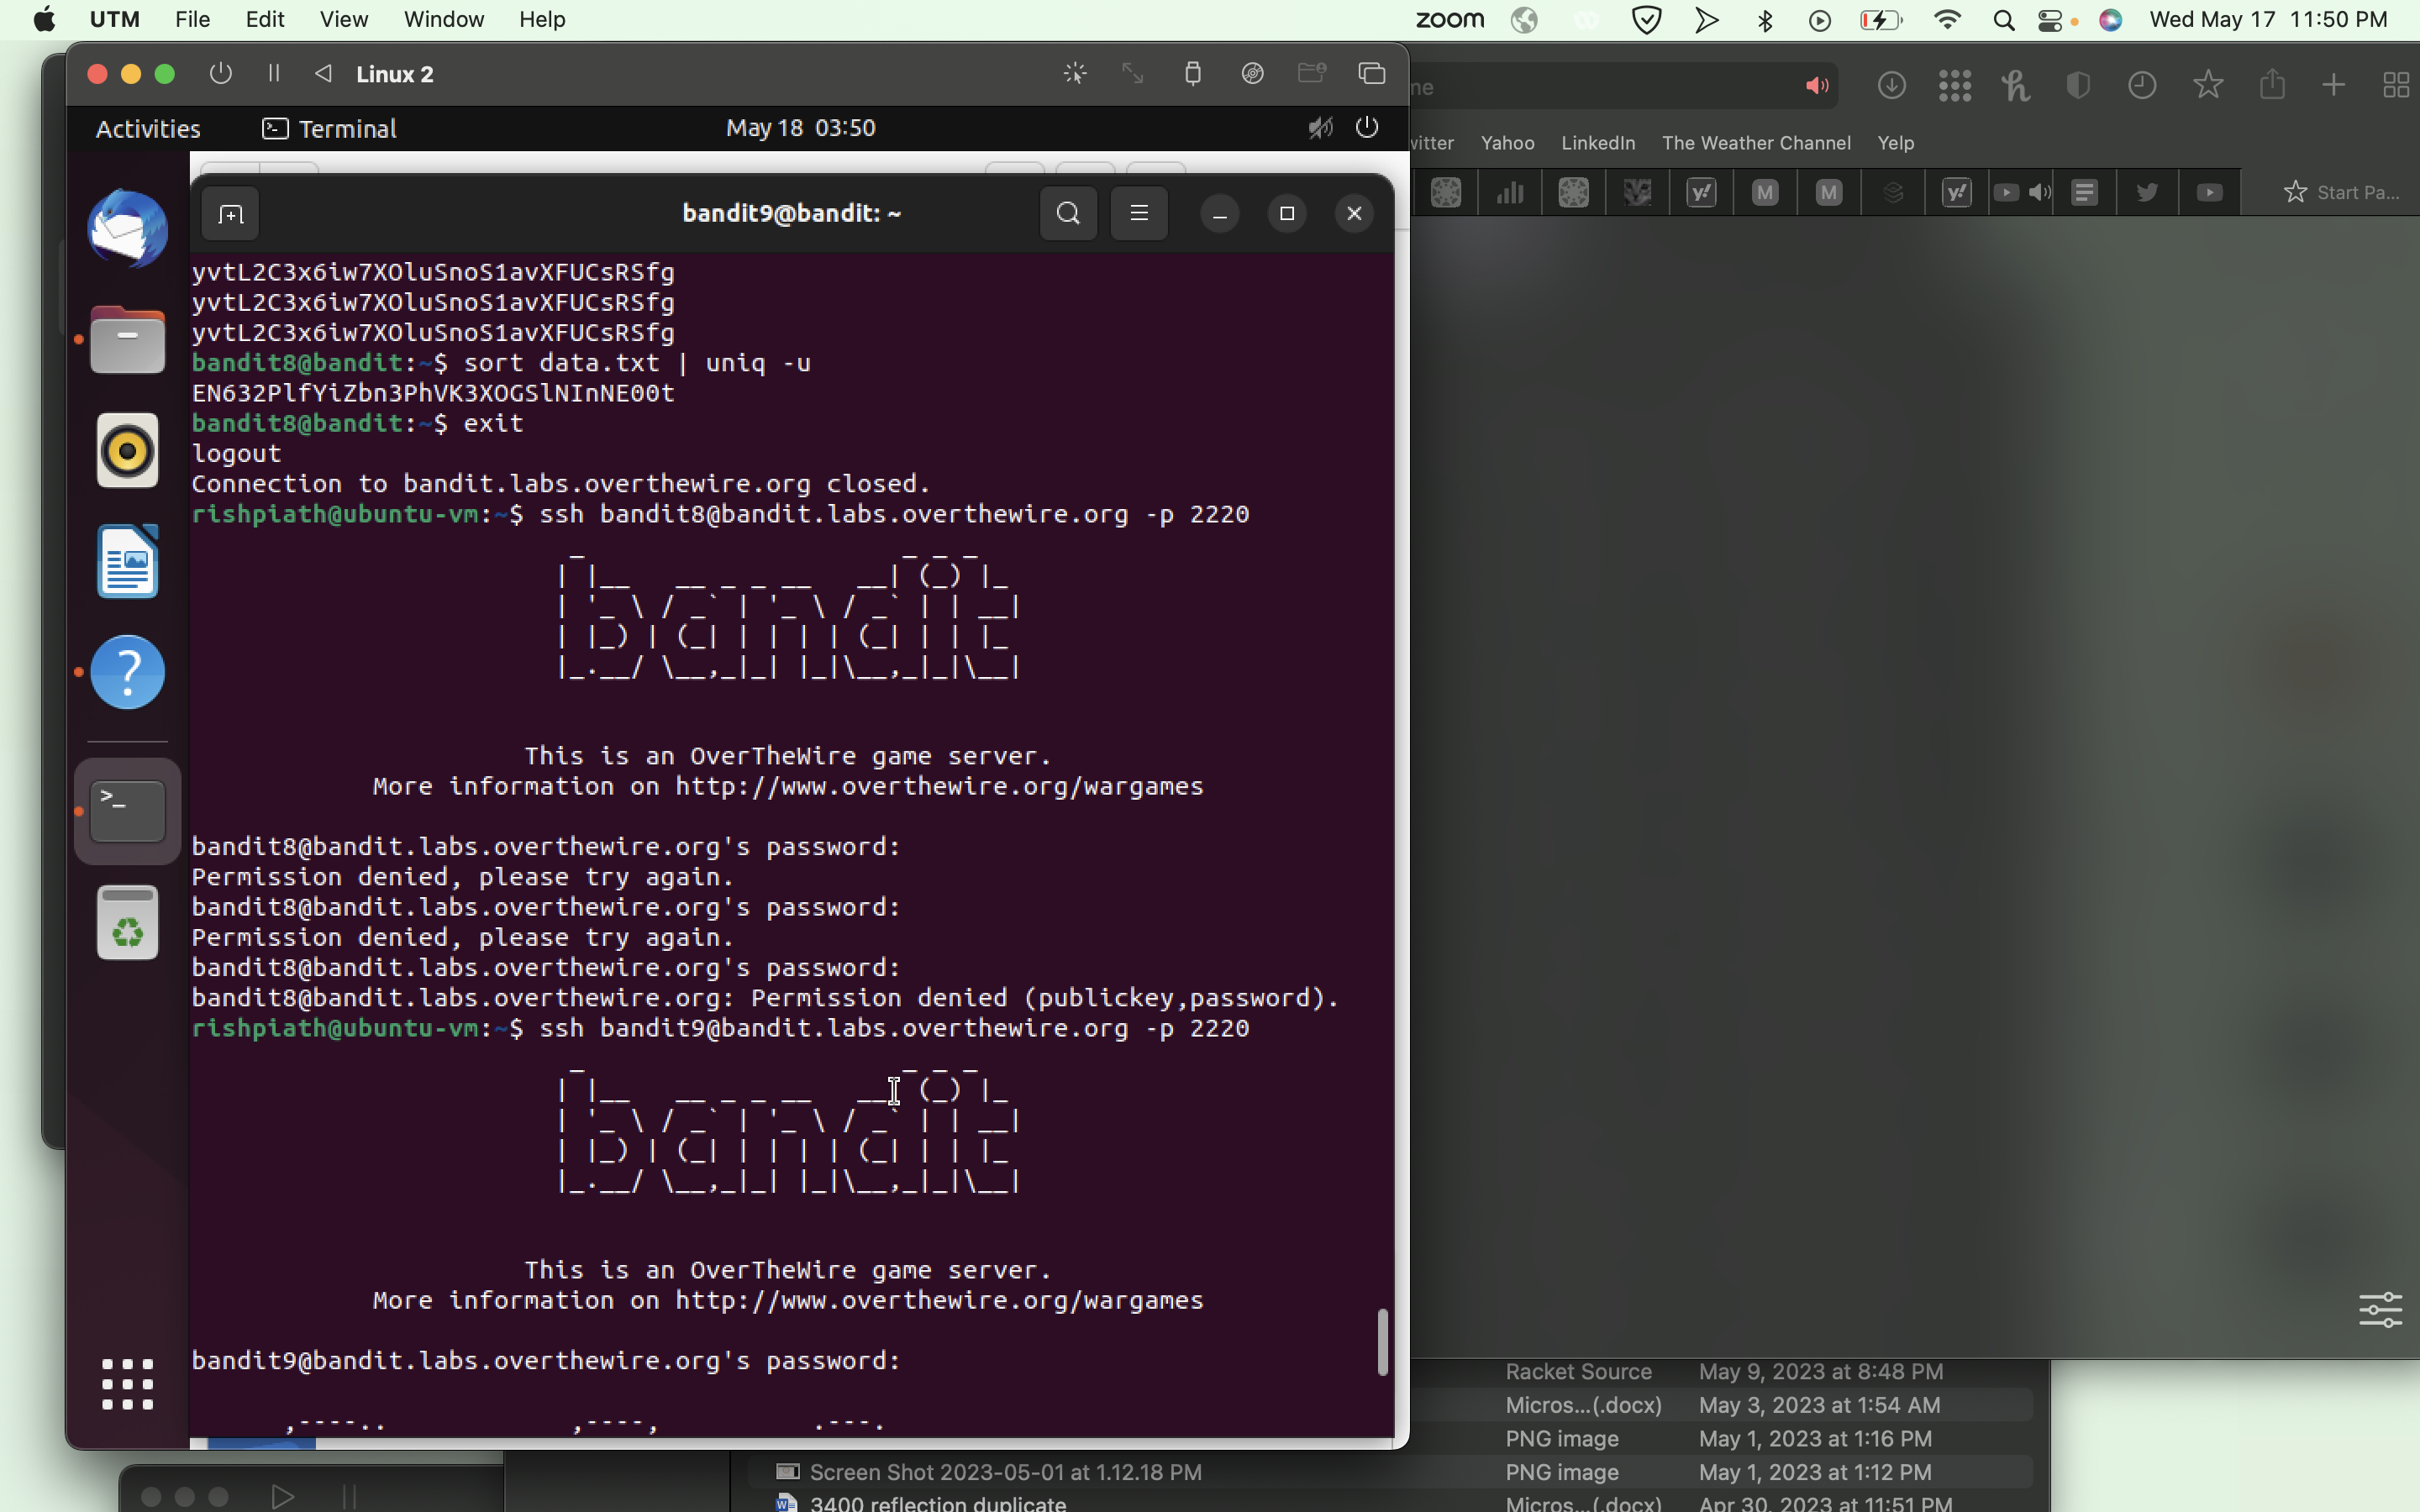 UTM File Edit View Window Help zoom Wed May 17 11:50 PM
Linux 2
me
Activities Terminal May 18 03:50
witter Yahoo LinkedIn The Weather Channel Yelp
Start Pa...
bandit9@bandit: ~
yvtL2C3x6iw7XOluSnoS1avXFUCsRSfg
yvtL2C3x6iw7XOluSnoS1avXFUCsRSfg
yvtL2C3x6iw7XOluSnoS1avXFUCsRSfg
bandit8@bandit:~$ sort data.txt | uniq -u
EN632PlfYiZbn3PhVK3XOGSlNInNE00t
bandit8@bandit:~$ exit
logout
Connection to bandit.labs.overthewire.org closed.
rishpiath@ubuntu-vm:~$ ssh bandit8@bandit.labs.overthewire.org -p 2220
bandit
This is an OverTheWire game server.
More information on http://www.overthewire.org/wargames
bandit8@bandit.labs.overthewire.org's password:
Permission denied, please try again.
bandit8@bandit.labs.overthewire.org's password:
Permission denied, please try again.
bandit8@bandit.labs.overthewire.org's password:
bandit8@bandit.labs.overthewire.org: Permission denied (publickey,password).
rishpiath@ubuntu-vm:~$ ssh bandit9@bandit.labs.overthewire.org -p 2220
bandit
This is an OverTheWire game server.
More information on http://www.overthewire.org/wargames
bandit9@bandit.labs.overthewire.org's password:
Racket Source May 9, 2023 at 8:48 PM
Micros...(.docx) May 3, 2023 at 1:54 AM
PNG image May 1, 2023 at 1:16 PM
Screen Shot 2023-05-01 at 1.12.18 PM PNG image May 1, 2023 at 1:12 PM
3400 reflection duplicate Micros...(.docx) Apr 30, 2023 at 11:51 PM